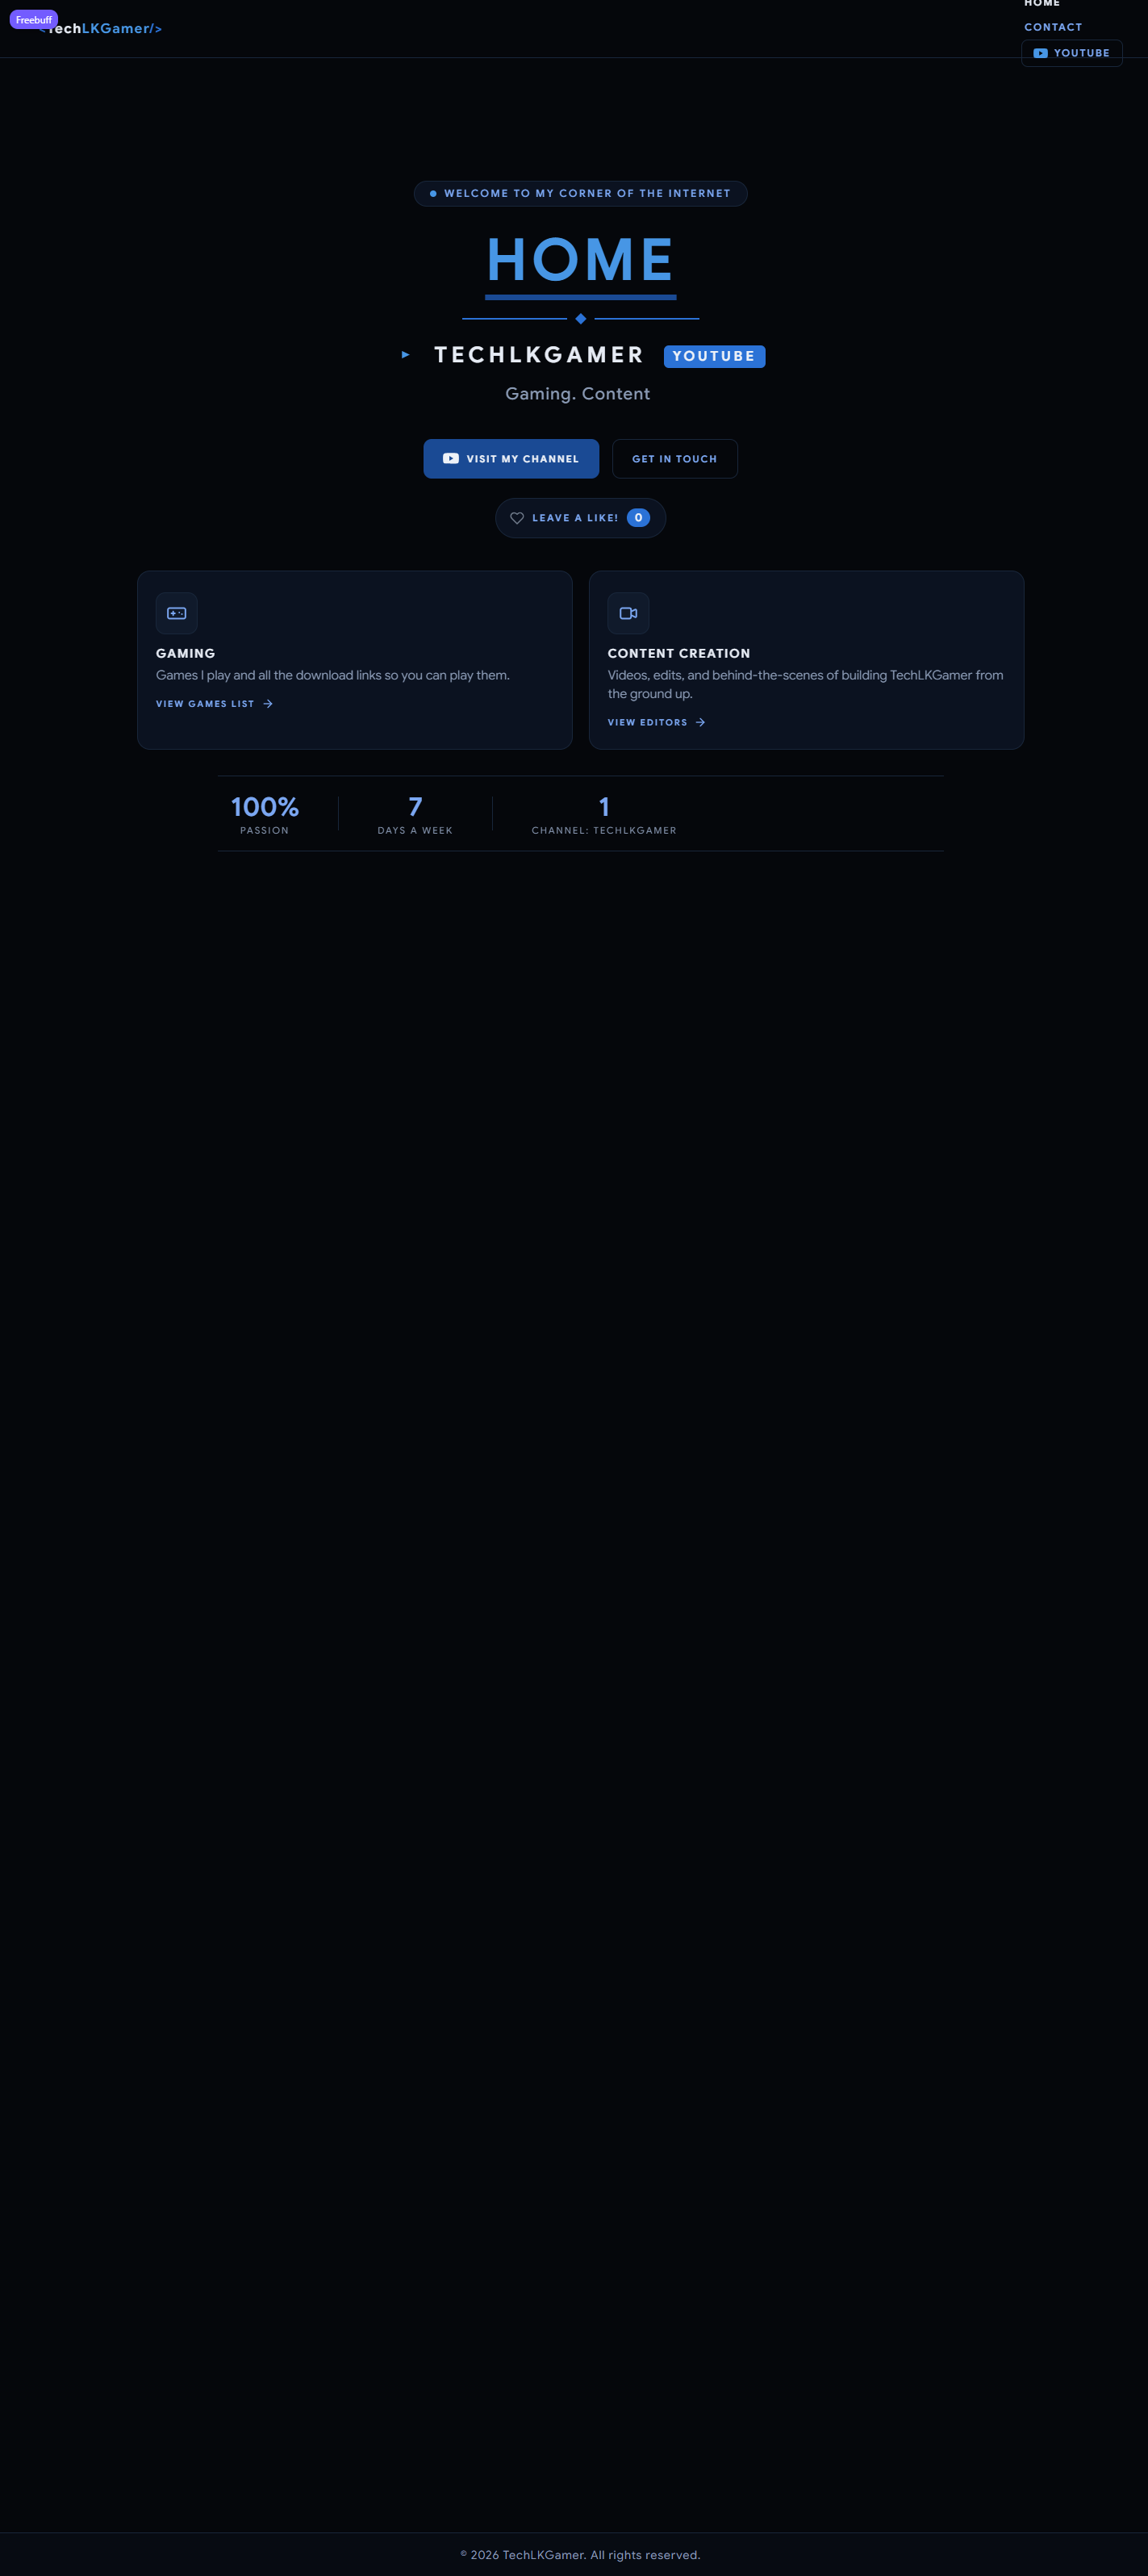 Freebuff
<TechLKGamer/>
HOME
CONTACT
YOUTUBE
WELCOME TO MY CORNER OF THE INTERNET
HOME
TECHLKGAMER YOUTUBE
Gaming. Content
VISIT MY CHANNEL
GET IN TOUCH
LEAVE A LIKE! 0
GAMING
Games I play and all the download links so you can play them.
VIEW GAMES LIST →
CONTENT CREATION
Videos, edits, and behind-the-scenes of building TechLKGamer from
the ground up.
VIEW EDITORS →
100%
PASSION
7
DAYS A WEEK
1
CHANNEL: TECHLKGAMER
© 2026 TechLKGamer. All rights reserved.